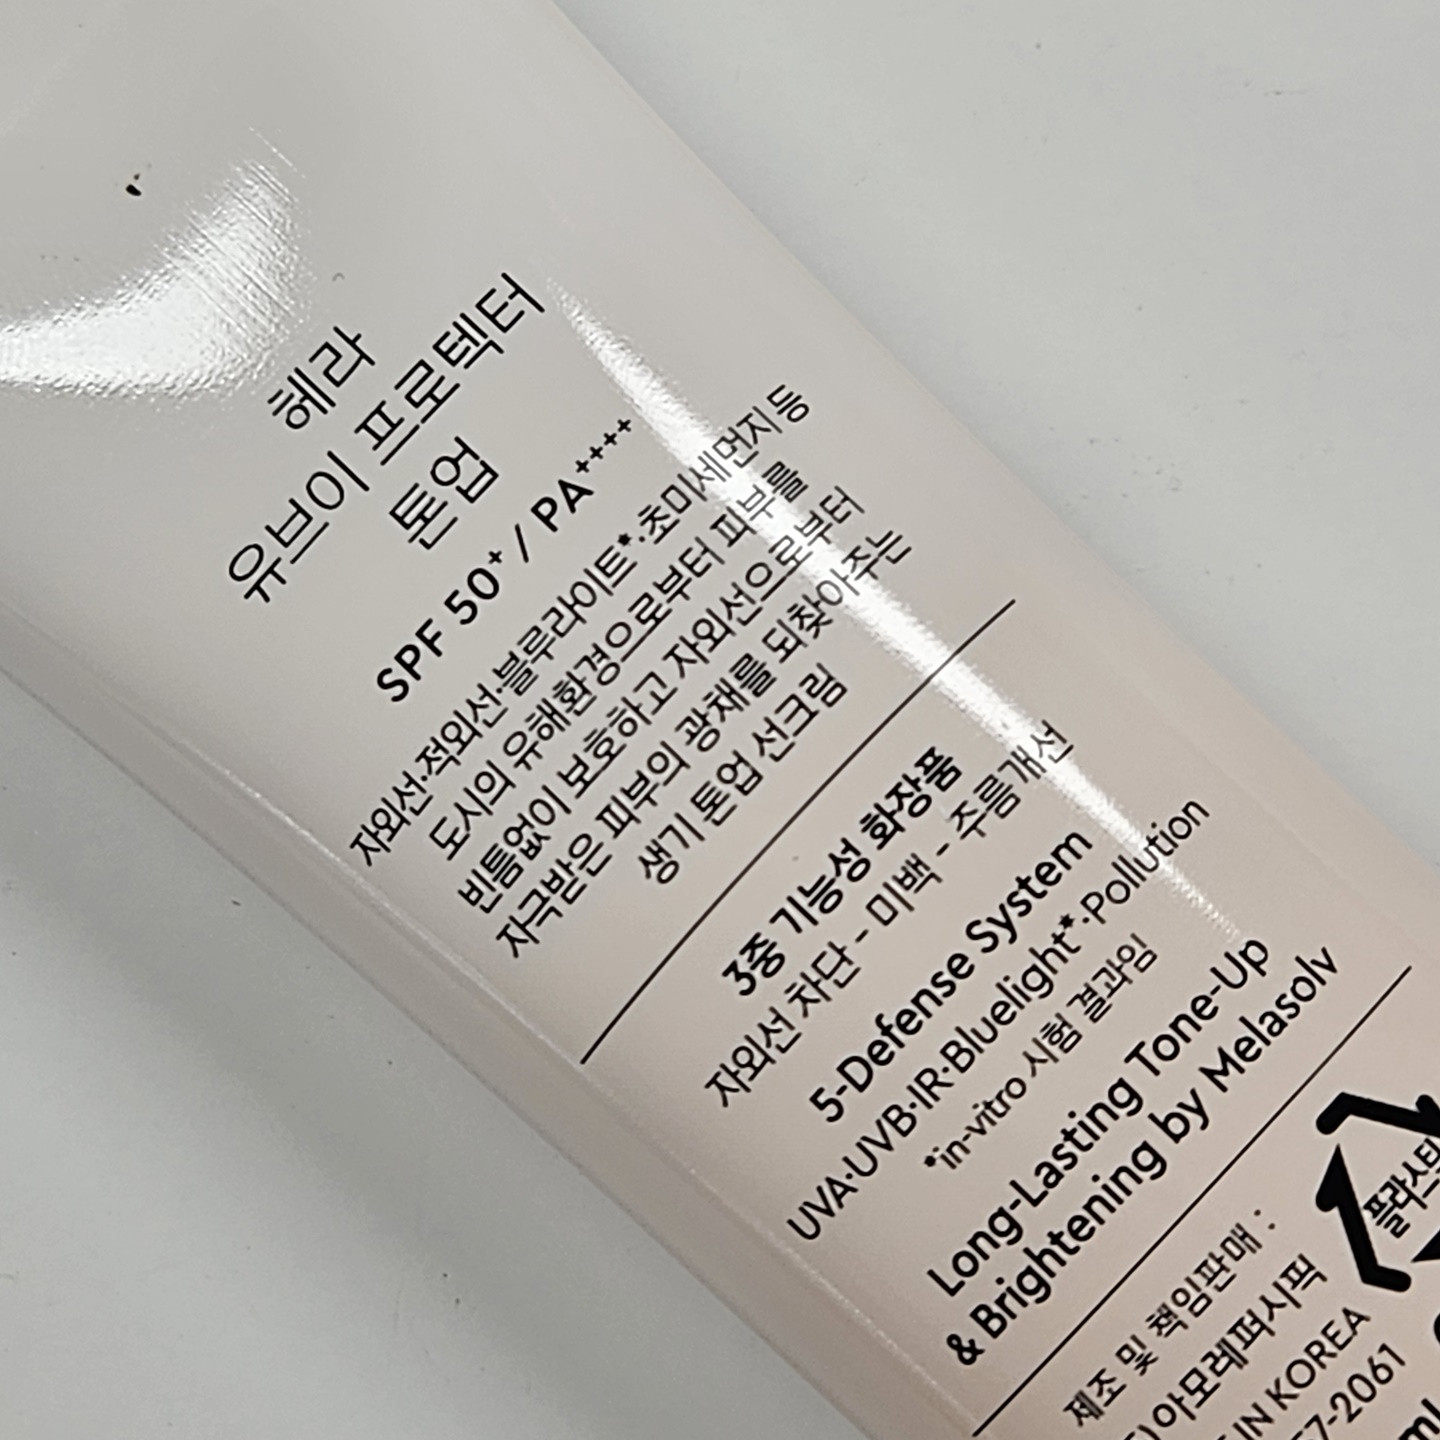 헤라
유브이 프로텍터
톤업
SPF 50+ / PA++++
자외선·적외선·블루라이트*·초미세먼지 등
도시의 유해환경으로부터 피부를
빈틈없이 보호하고 자외선으로부터
자극받은 피부의 광채를 되찾아주는
생기 톤업 선크림
3중 기능성 화장품
자외선 차단 - 미백 - 주름개선
5-Defense System
UVA·UVB·IR·Bluelight*·Pollution
*in-vitro 시험 결과임
Long-Lasting Tone-Up
& Brightening by Melasolv
플라스틱
제조 및 책임판매 :
)아모레퍼시픽
IN KOREA
7-2061
ml